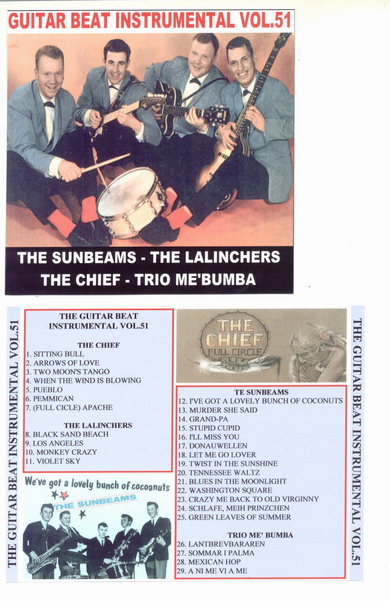 GUITAR BEAT INSTRUMENTAL VOL.51
THE SUNBEAMS - THE LALINCHERS
THE CHIEF - TRIO ME'BUMBA
THE GUITAR BEAT INSTRUMENTAL VOL.51
THE GUITAR BEAT
INSTRUMENTAL VOL.51
THE CHIEF
1. SITTING BULL
2. ARROWS OF LOVE
3. TWO MOON'S TANGO
4. WHEN THE WIND IS BLOWING
5. PUEBLO
6. PEMMICAN
7. (FULL CICLE) APACHE
THE LALINCHERS
8. BLACK SAND BEACH
9. LOS ANGELES
10. MONKEY CRAZY
11. VIOLET SKY
We've got a lovely bunch of cocoanuts
THE SUNBEAMS
THE CHIEF
FULL CIRCLE
TE SUNBEAMS
12. I'VE GOT A LOVELY BUNCH OF COCONUTS
13. MURDER SHE SAID
14. GRAND-PA
15. STUPID CUPID
16. I'LL MISS YOU
17. DONAUWELLEN
18. LET ME GO LOVER
19. TWIST IN THE SUNSHINE
20. TENNESSEE WALTZ
21. BLUES IN THE MOONLIGHT
22. WASHINGTON SQUARE
23. CRAZY ME BACK TO OLD VIRGINNY
24. SCHLAFE, MEIH PRINZCHEN
25. GREEN LEAVES OF SUMMER
TRIO ME' BUMBA
26. LANTBREVBARAREN
27. SOMMAR I PALMA
28. MEXICAN HOP
29. A NI ME VI A ME
THE GUITAR BEAT INSTRUMENTAL VOL.51